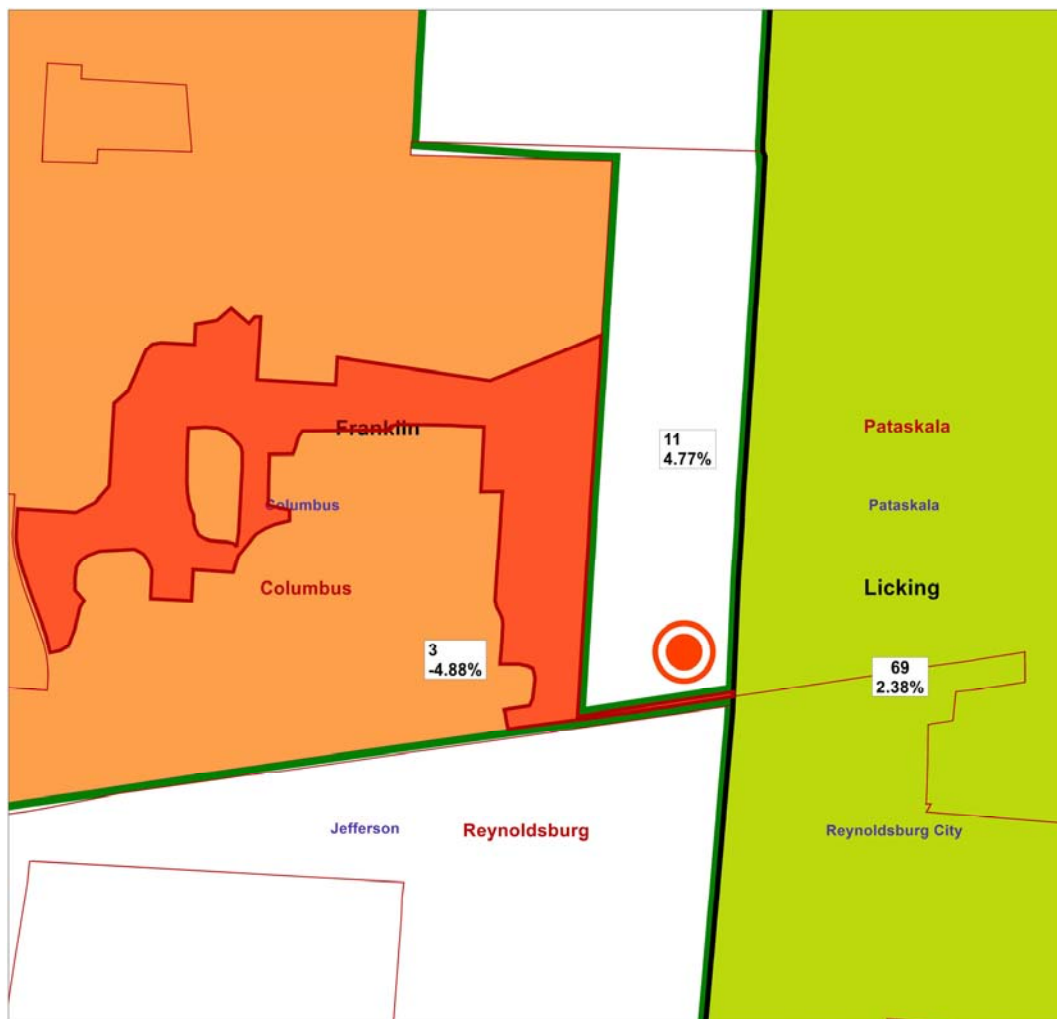 Franklin
11
4.77%
Pataskala
Columbus
Pataskala
Columbus
Licking
3
-4.88%
69
2.38%
Jefferson
Reynoldsburg
Reynoldsburg City